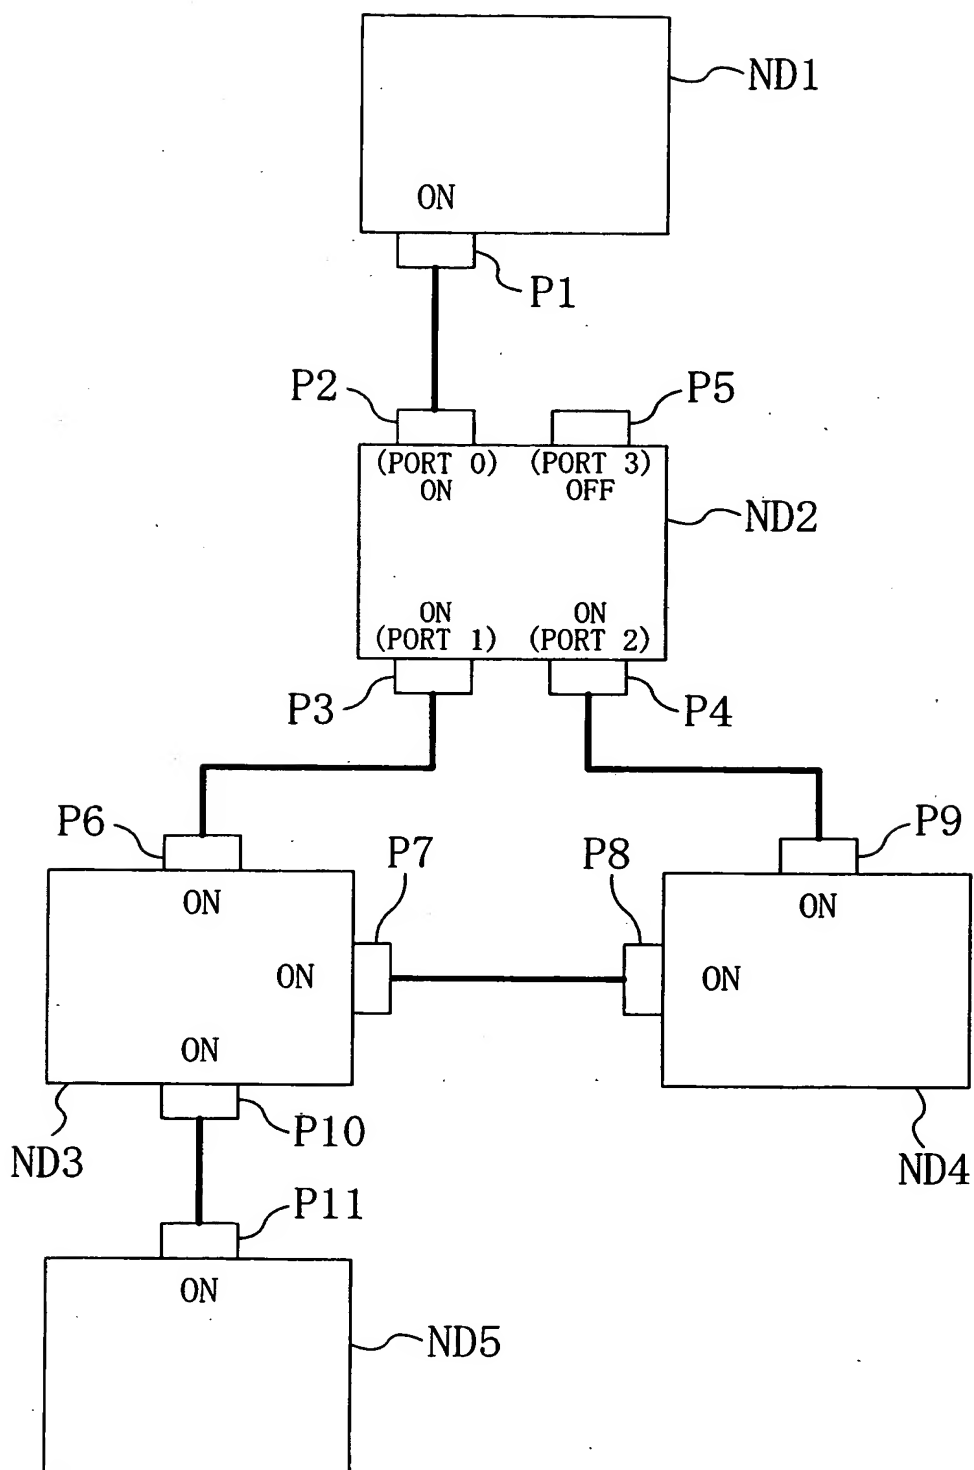 ND1
ON
P1
P2
P5
(PORT 0) (PORT 3)
ON OFF
ND2
ON ON
(PORT 1) (PORT 2)
P3
P4
P6
P7
P8
P9
ON
ON
ON
ON
ON
P10
ND3
ND4
P11
ON
ND5